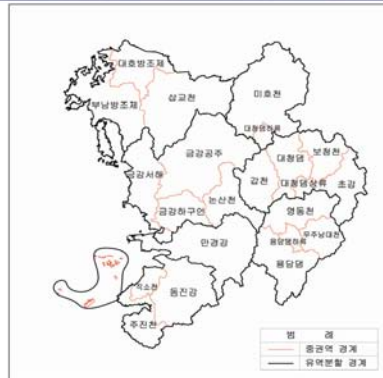 대호방조제
부남방조제
삽교천
미호천
대청댐하류
금강공주
금강서해
대청댐
보청천
갑천
대청댐상류
초강
논산천
금강하구언
영동천
무주남대천
용담댐하류
만경강
용담댐
직소천
동진강
주진천
범 례
중권역 경계
유역분할 경계